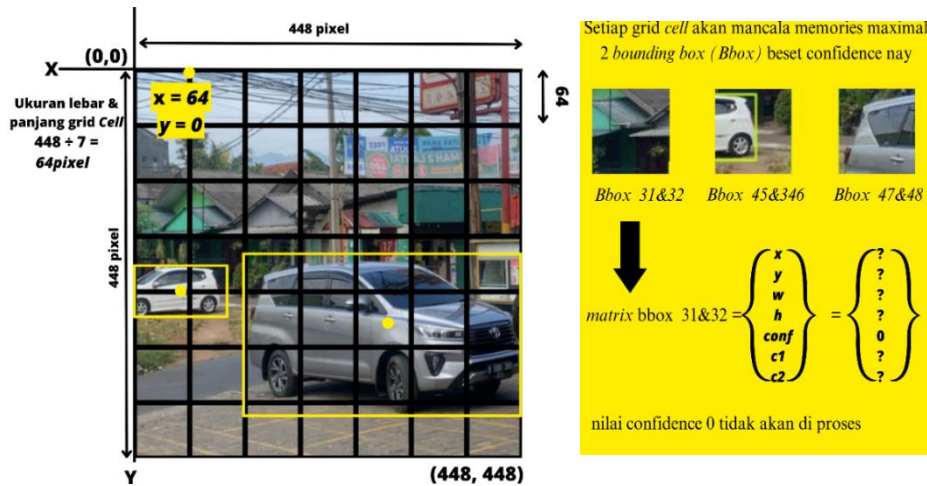 448 pixel
(0,0)
X
Ukuran lebar &
panjang grid Cell
448 ÷ 7 =
64pixel
x = 64
y = 0
64
448 pixel
Y
(448, 448)
Setiap grid cell akan mancala memories maximal
2 bounding box (Bbox) beset confidence nay
Bbox 31&32 Bbox 45&346 Bbox 47&48
matrix bbox 31&32 =
x
y
w
h
conf
c1
c2
=
?
?
?
?
0
?
?
nilai confidence 0 tidak akan di proses